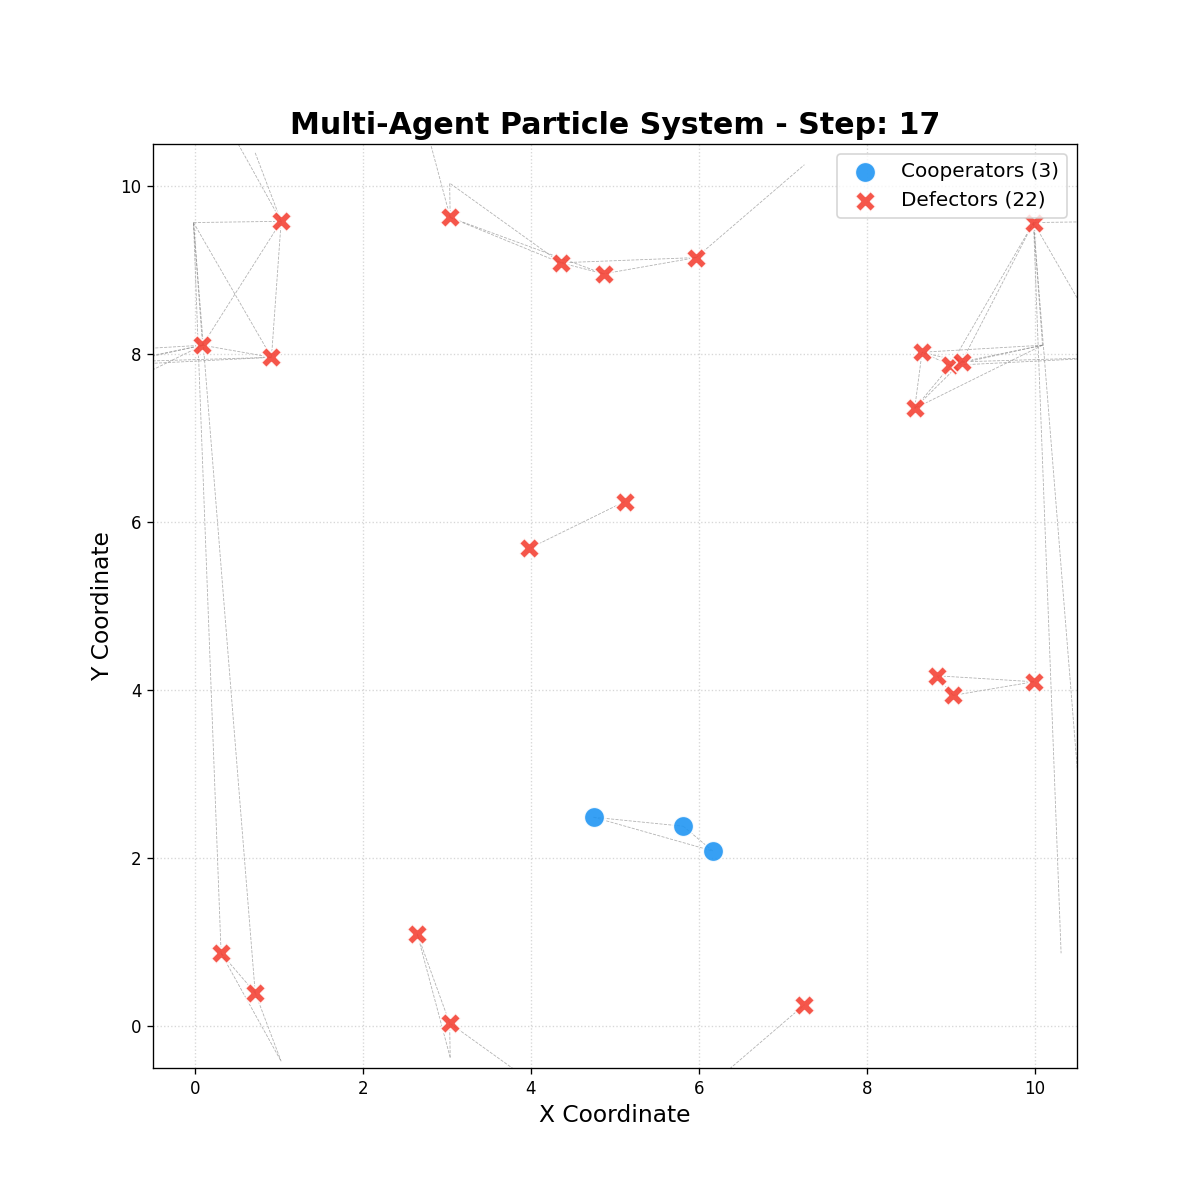 Multi-Agent Particle System - Step: 17
Cooperators (3)
Defectors (22)
10
8
6
4
2
0
Y Coordinate
0 2 4 6 8 10
X Coordinate